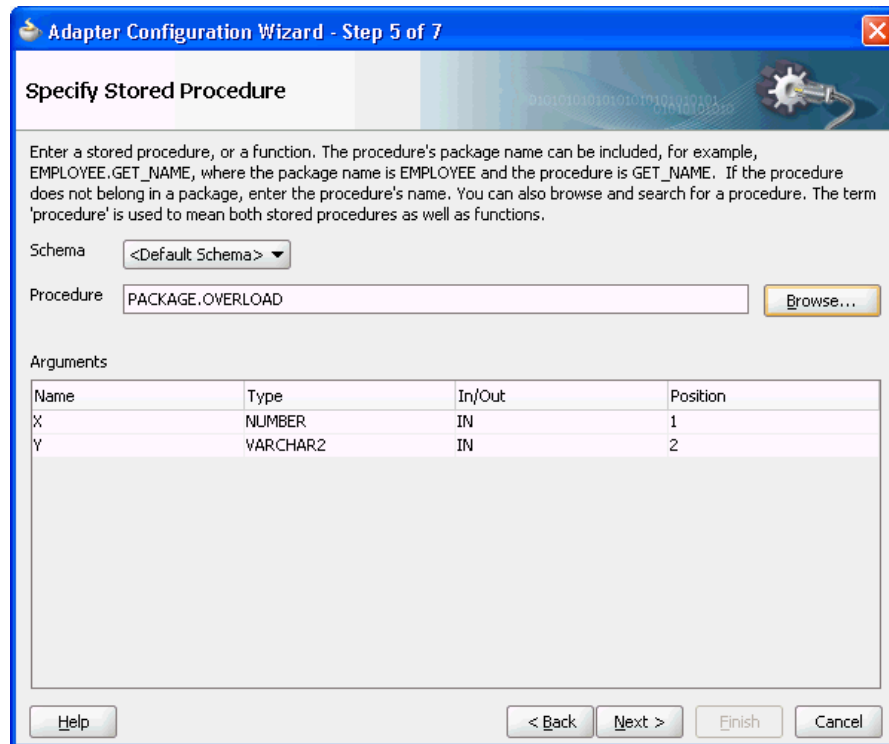 Adapter Configuration Wizard - Step 5 of 7
Specify Stored Procedure
Enter a stored procedure, or a function. The procedure's package name can be included, for example,
EMPLOYEE.GET_NAME, where the package name is EMPLOYEE and the procedure is GET_NAME. If the procedure
does not belong in a package, enter the procedure's name. You can also browse and search for a procedure. The term
'procedure' is used to mean both stored procedures as well as functions.
Schema <Default Schema>
Procedure PACKAGE.OVERLOAD Browse...
Arguments
Name Type In/Out Position
X NUMBER IN 1
Y VARCHAR2 IN 2
Help < Back Next > Finish Cancel